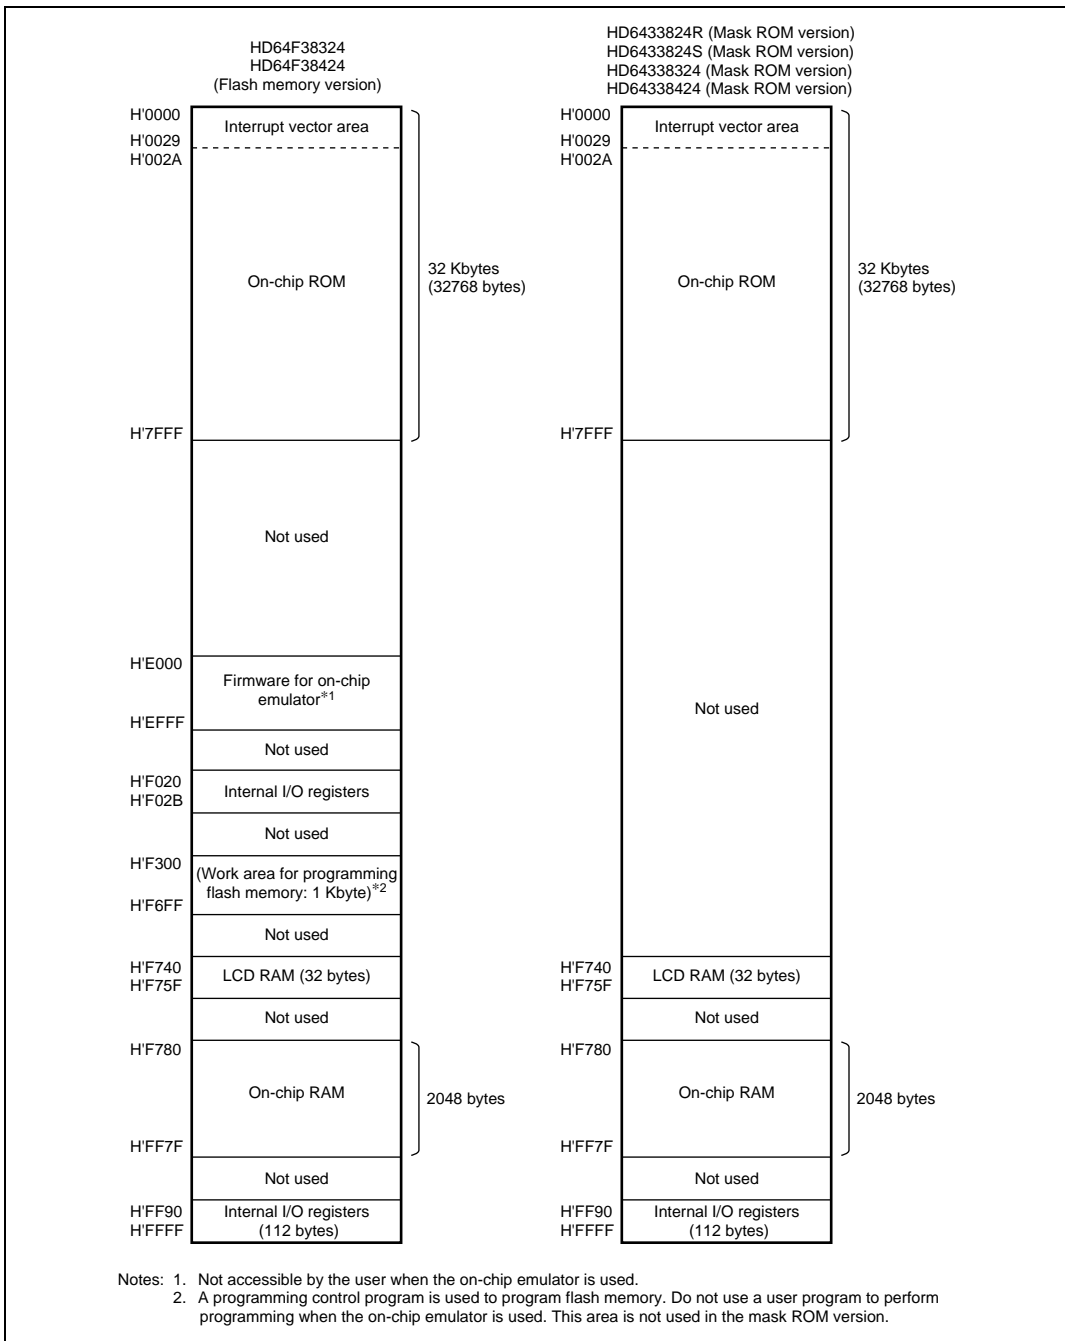 HD64F38324
HD64F38424
(Flash memory version)
H'0000
Interrupt vector area
H'0029
H'002A
On-chip ROM
32 Kbytes
(32768 bytes)
H'7FFF
Not used
H'E000
Firmware for on-chip
emulator*1
H'EFFF
Not used
H'F020
Internal I/O registers
H'F02B
Not used
H'F300
(Work area for programming
flash memory: 1 Kbyte)*2
H'F6FF
Not used
H'F740
LCD RAM (32 bytes)
H'F75F
Not used
H'F780
On-chip RAM
2048 bytes
H'FF7F
Not used
H'FF90
Internal I/O registers
H'FFFF
(112 bytes)
HD6433824R (Mask ROM version)
HD6433824S (Mask ROM version)
HD64338324 (Mask ROM version)
HD64338424 (Mask ROM version)
H'0000
Interrupt vector area
H'0029
H'002A
On-chip ROM
32 Kbytes
(32768 bytes)
H'7FFF
Not used
H'F740
LCD RAM (32 bytes)
H'F75F
Not used
H'F780
On-chip RAM
2048 bytes
H'FF7F
Not used
H'FF90
Internal I/O registers
H'FFFF
(112 bytes)
Notes: 1. Not accessible by the user when the on-chip emulator is used.
2. A programming control program is used to program flash memory. Do not use a user program to perform
programming when the on-chip emulator is used. This area is not used in the mask ROM version.